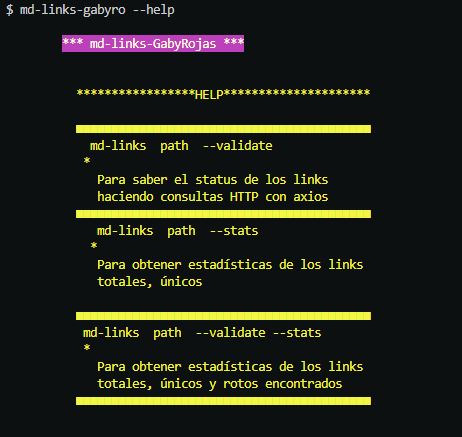 $ md-links-gabyro --help
*** md-links-GabyRojas ***
*****************HELP*********************
md-links path --validate
*
Para saber el status de los links
haciendo consultas HTTP con axios
md-links path --stats
*
Para obtener estadísticas de los links
totales, únicos
md-links path --validate --stats
*
Para obtener estadísticas de los links
totales, únicos y rotos encontrados